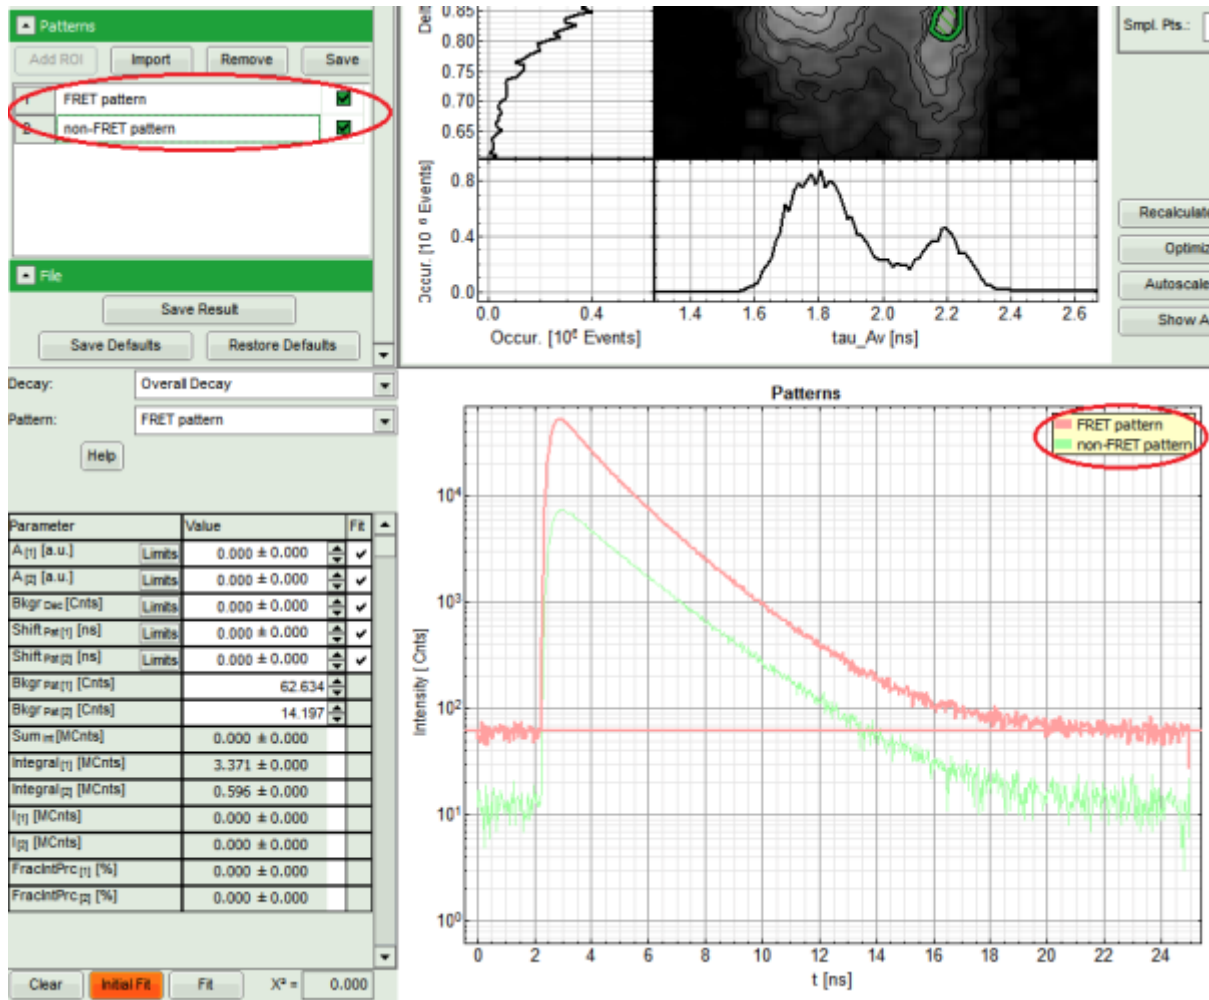 Patterns
Add ROI Import Remove Save
1 FRET pattern
2 non-FRET pattern
File
Save Result
Save Defaults Restore Defaults
0.85
0.80
0.75
0.70
0.65
0.8
0.4
0.0
Occur. [10⁶ Events]
0.0 0.4
Occur. [10⁶ Events]
1.4 1.6 1.8 2.0 2.2 2.4 2.6
tau_Av [ns]
Smpl. Pts.:
Recalculate
Optimiz
Autoscale
Show A
Decay: Overall Decay
Pattern: FRET pattern
Help
Parameter Value Fit
A [1] [a.u.] Limits 0.000 ± 0.000
A [2] [a.u.] Limits 0.000 ± 0.000
Bkgr Dec [Cnts] Limits 0.000 ± 0.000
Shift Pat [1] [ns] Limits 0.000 ± 0.000
Shift Pat [2] [ns] Limits 0.000 ± 0.000
Bkgr Pat [1] [Cnts] 62.634
Bkgr Pat [2] [Cnts] 14.197
Sum Int [MCnts] 0.000 ± 0.000
Integral [1] [MCnts] 3.371 ± 0.000
Integral [2] [MCnts] 0.596 ± 0.000
I [1] [MCnts] 0.000 ± 0.000
I [2] [MCnts] 0.000 ± 0.000
FracIntPrc [1] [%] 0.000 ± 0.000
FracIntPrc [2] [%] 0.000 ± 0.000
Clear Initial Fit Fit X² = 0.000
Patterns
FRET pattern
non-FRET pattern
Intensity [ Cnts]
10⁴
10³
10²
10¹
10⁰
0 2 4 6 8 10 12 14 16 18 20 22 24
t [ns]